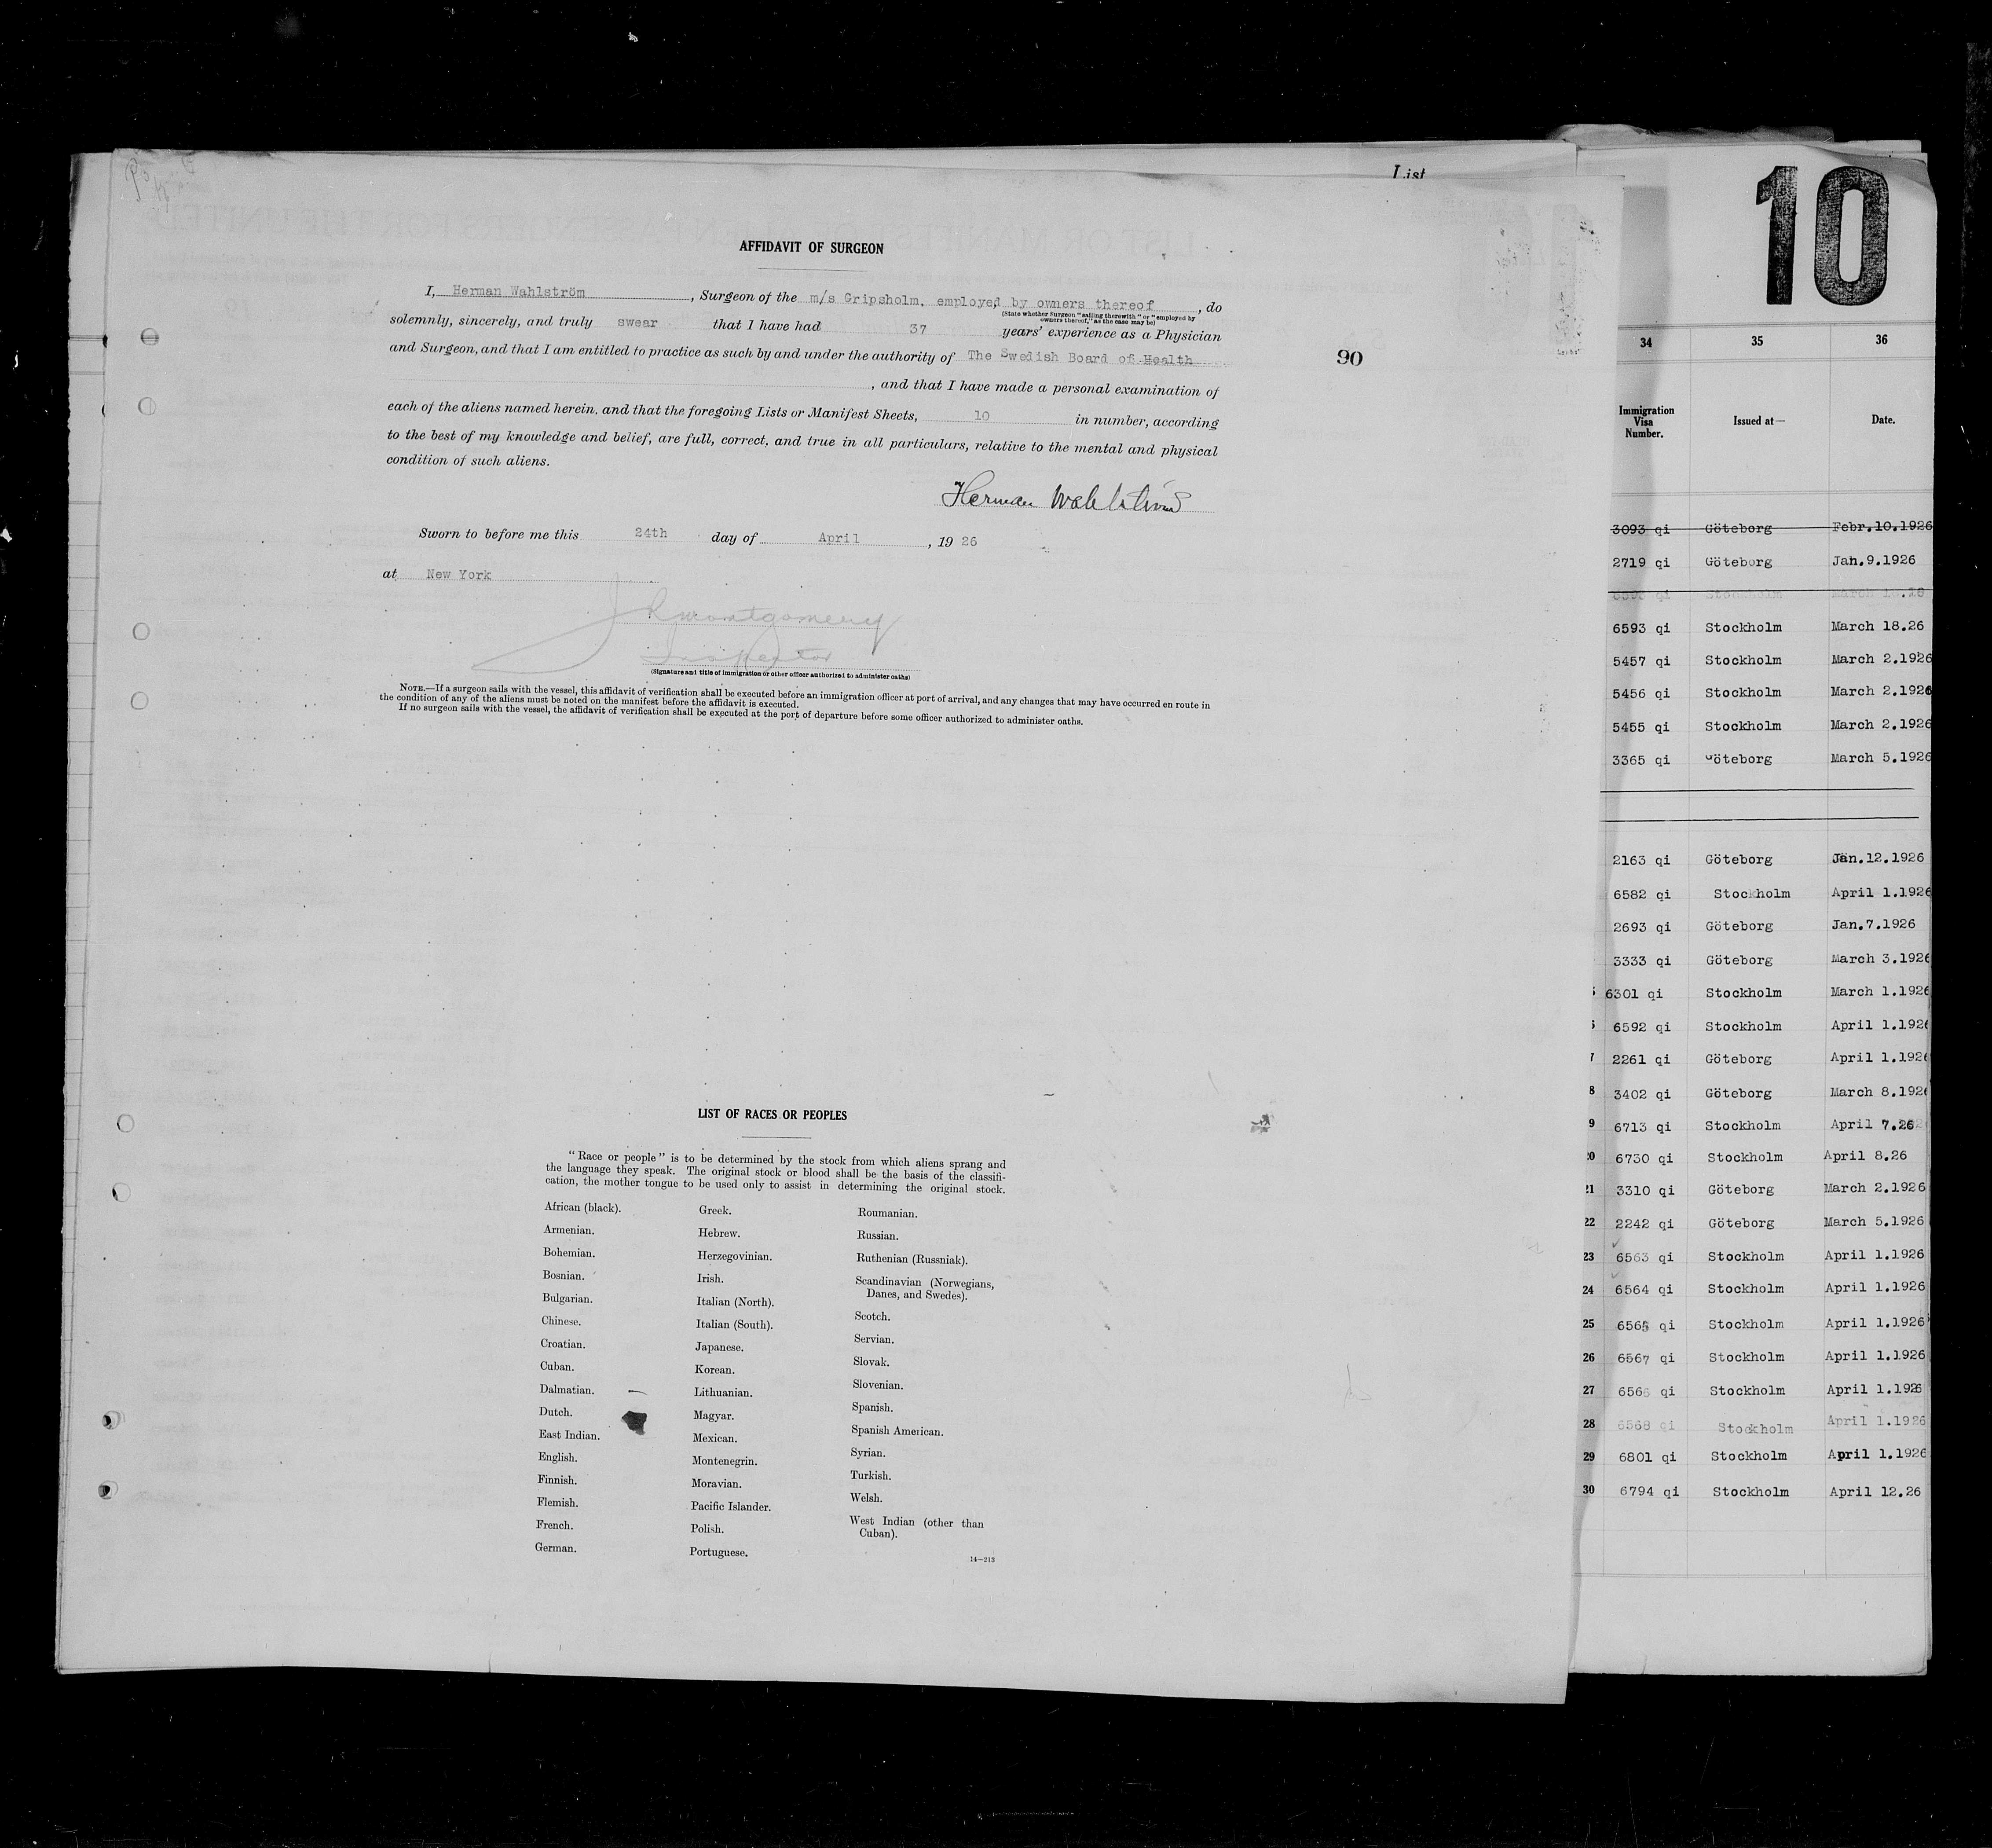 List
10
AFFIDAVIT OF SURGEON
I, Herman Wahlström, Surgeon of the m/s Gripsholm, employed by owners thereof, do
(State whether Surgeon "sailing therewith" or "employed by
owners thereof," as the case may be)
solemnly, sincerely, and truly swear that I have had 37 years' experience as a Physician
and Surgeon, and that I am entitled to practice as such by and under the authority of The Swedish Board of Health
, and that I have made a personal examination of
each of the aliens named herein, and that the foregoing Lists or Manifest Sheets, 10 in number, according
to the best of my knowledge and belief, are full, correct, and true in all particulars, relative to the mental and physical
condition of such aliens.
90
Herman Wahlström
Sworn to before me this 24th day of April, 19 26
at New York
J R Montgomery
Inspector
(Signature and title of immigration or other officer authorized to administer oaths)
NOTE.—If a surgeon sails with the vessel, this affidavit of verification shall be executed before an immigration officer at port of arrival, and any changes that may have occurred en route in
the condition of any of the aliens must be noted on the manifest before the affidavit is executed.
If no surgeon sails with the vessel, the affidavit of verification shall be executed at the port of departure before some officer authorized to administer oaths.
LIST OF RACES OR PEOPLES
"Race or people" is to be determined by the stock from which aliens sprang and
the language they speak. The original stock or blood shall be the basis of the classifi-
cation, the mother tongue to be used only to assist in determining the original stock.
African (black).
Armenian.
Bohemian.
Bosnian.
Bulgarian.
Chinese.
Croatian.
Cuban.
Dalmatian.
Dutch.
East Indian.
English.
Finnish.
Flemish.
French.
German.
Greek.
Hebrew.
Herzegovinian.
Irish.
Italian (North).
Italian (South).
Japanese.
Korean.
Lithuanian.
Magyar.
Mexican.
Montenegrin.
Moravian.
Pacific Islander.
Polish.
Portuguese.
Roumanian.
Russian.
Ruthenian (Russniak).
Scandinavian (Norwegians,
Danes, and Swedes).
Scotch.
Servian.
Slovak.
Slovenian.
Spanish.
Spanish American.
Syrian.
Turkish.
Welsh.
West Indian (other than
Cuban).
14—213
34 35 36
Immigration
Visa
Number.
Issued at—
Date.
3093 qi Göteborg Febr.10.1926
2719 qi Göteborg Jan.9.1926
6593 qi Stockholm March 18.26
5457 qi Stockholm March 2.1926
5456 qi Stockholm March 2.1926
5455 qi Stockholm March 2.1926
3365 qi Göteborg March 5.1926
2163 qi Göteborg Jan.12.1926
6582 qi Stockholm April 1.1926
2693 qi Göteborg Jan.7.1926
3333 qi Göteborg March 3.1926
6301 qi Stockholm March 1.1926
6592 qi Stockholm April 1.1926
7 2261 qi Göteborg April 1.1926
8 3402 qi Göteborg March 8.1926
9 6713 qi Stockholm April 7.26
20 6730 qi Stockholm April 8.26
21 3310 qi Göteborg March 2.1926
22 2242 qi Göteborg March 5.1926
23 6563 qi Stockholm April 1.1926
24 6564 qi Stockholm April 1.1926
25 6565 qi Stockholm April 1.1926
26 6567 qi Stockholm April 1.1926
27 6566 qi Stockholm April 1.1926
28 6568 qi Stockholm April 1.1926
29 6801 qi Stockholm April 1.1926
30 6794 qi Stockholm April 12.26